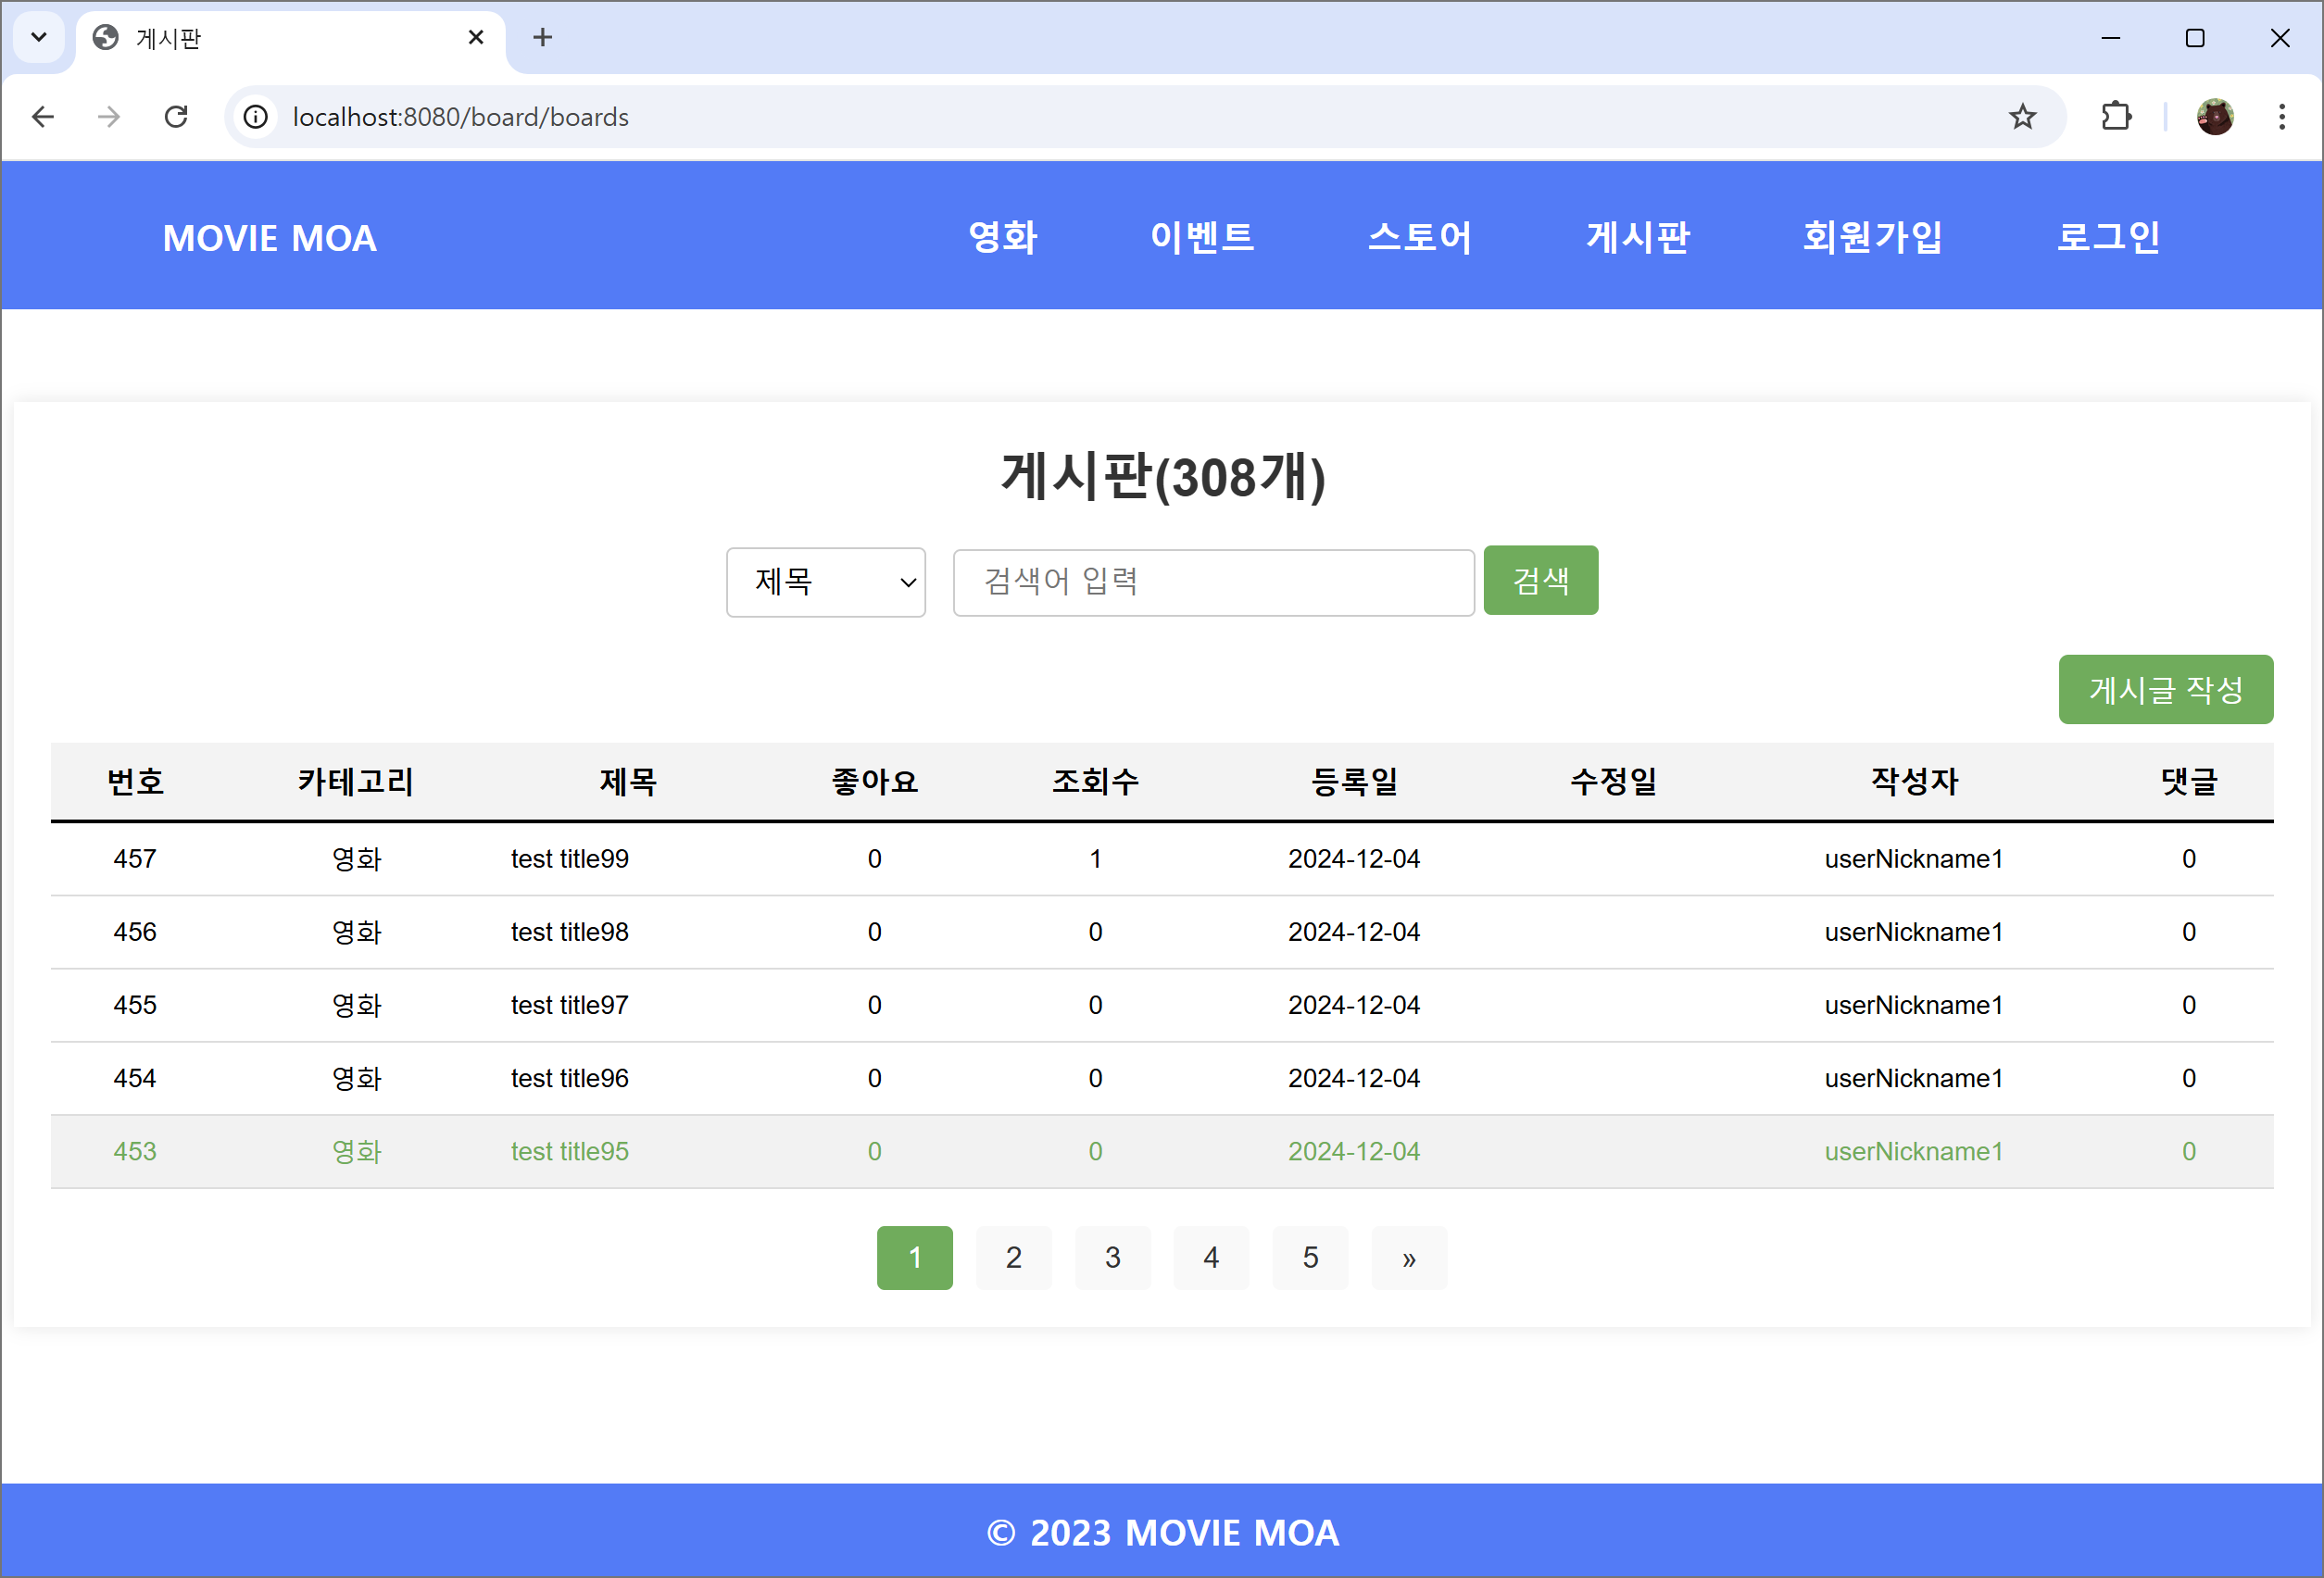 게시판
localhost:8080/board/boards
MOVIE MOA 영화 이벤트 스토어 게시판 회원가입 로그인
게시판(308개)
제목 검색어 입력 검색
게시글 작성
번호 카테고리 제목 좋아요 조회수 등록일 수정일 작성자 댓글
457 영화 test title99 0 1 2024-12-04 userNickname1 0
456 영화 test title98 0 0 2024-12-04 userNickname1 0
455 영화 test title97 0 0 2024-12-04 userNickname1 0
454 영화 test title96 0 0 2024-12-04 userNickname1 0
453 영화 test title95 0 0 2024-12-04 userNickname1 0
1 2 3 4 5 »
© 2023 MOVIE MOA